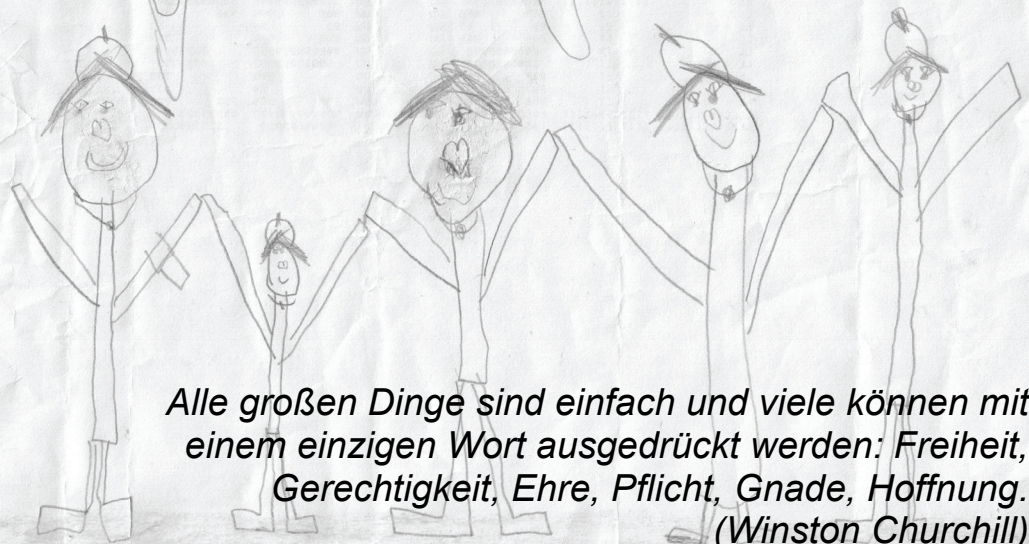 Alle großen Dinge sind einfach und viele können mit
einem einzigen Wort ausgedrückt werden: Freiheit,
Gerechtigkeit, Ehre, Pflicht, Gnade, Hoffnung.
(Winston Churchill)